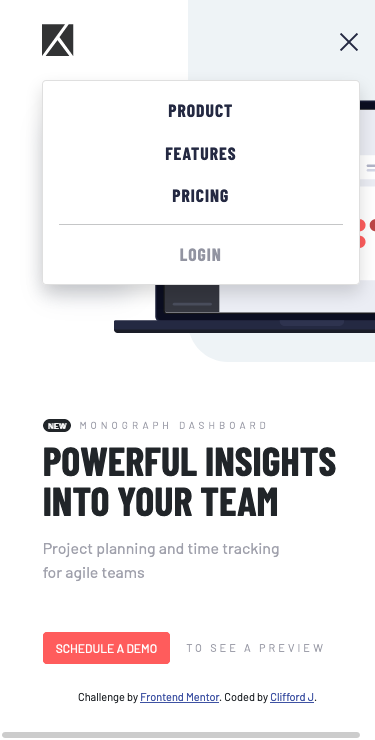 PRODUCT
FEATURES
PRICING
LOGIN
NEW MONOGRAPH DASHBOARD
POWERFUL INSIGHTS
INTO YOUR TEAM
Project planning and time tracking
for agile teams
SCHEDULE A DEMO TO SEE A PREVIEW
Challenge by Frontend Mentor. Coded by Clifford J.